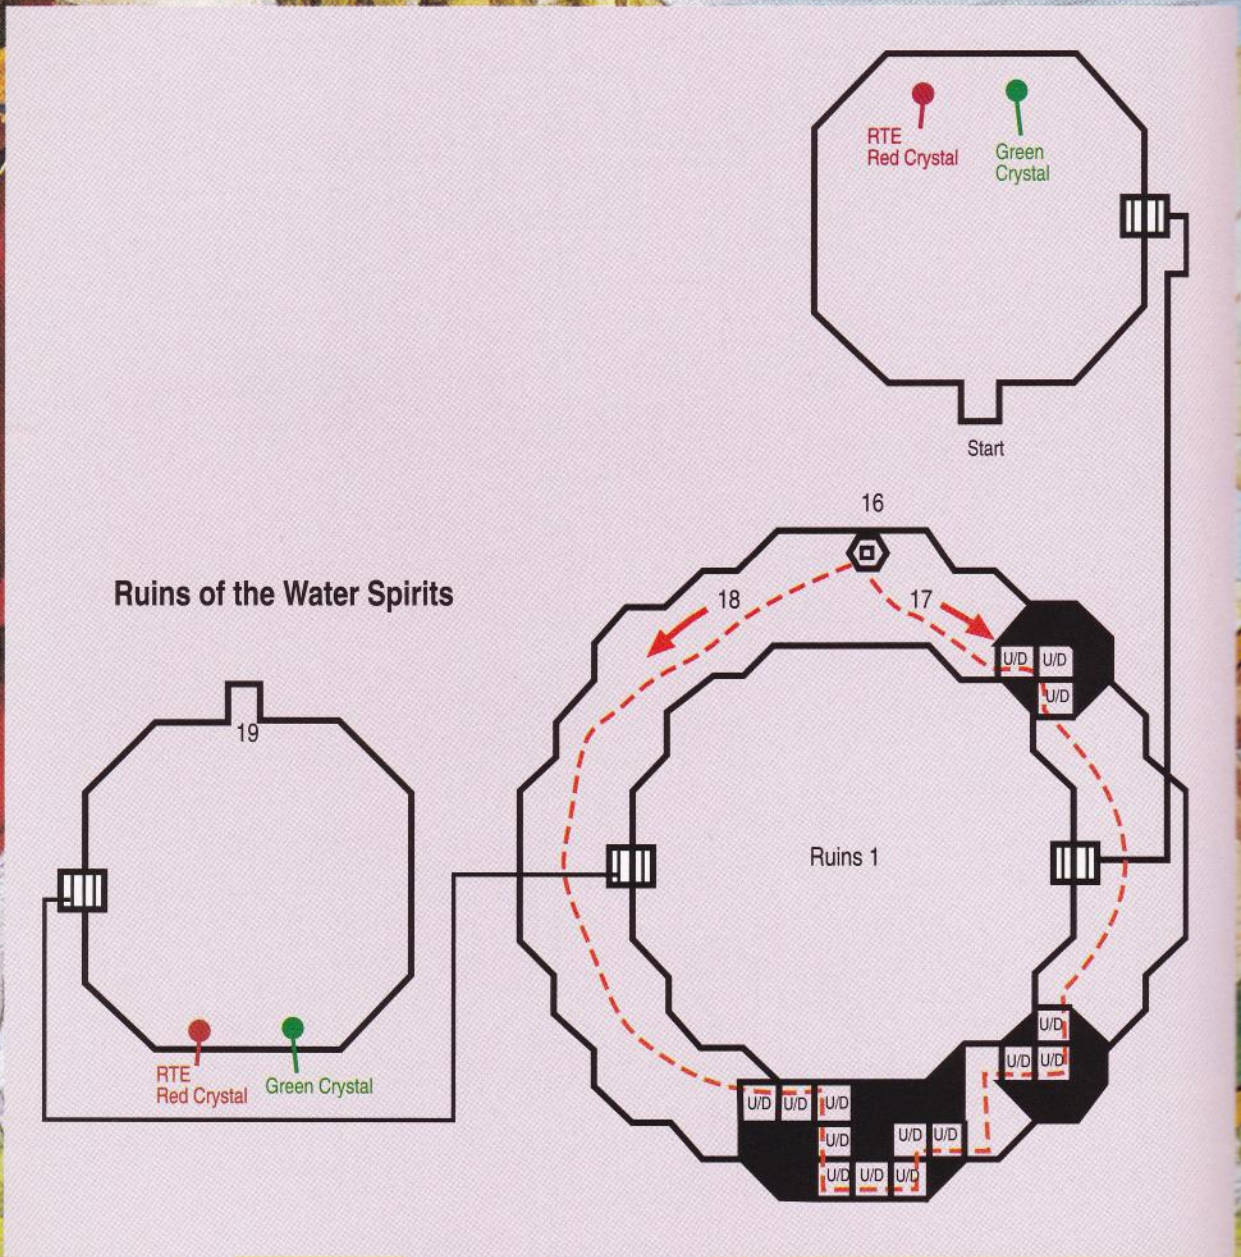 RTE
Red Crystal
Green
Crystal
Start
16
Ruins of the Water Spirits
18
17
U/D
U/D
U/D
19
Ruins 1
RTE
Red Crystal
Green Crystal
U/D
U/D
U/D
U/D
U/D
U/D
U/D
U/D
U/D
U/D
U/D
U/D